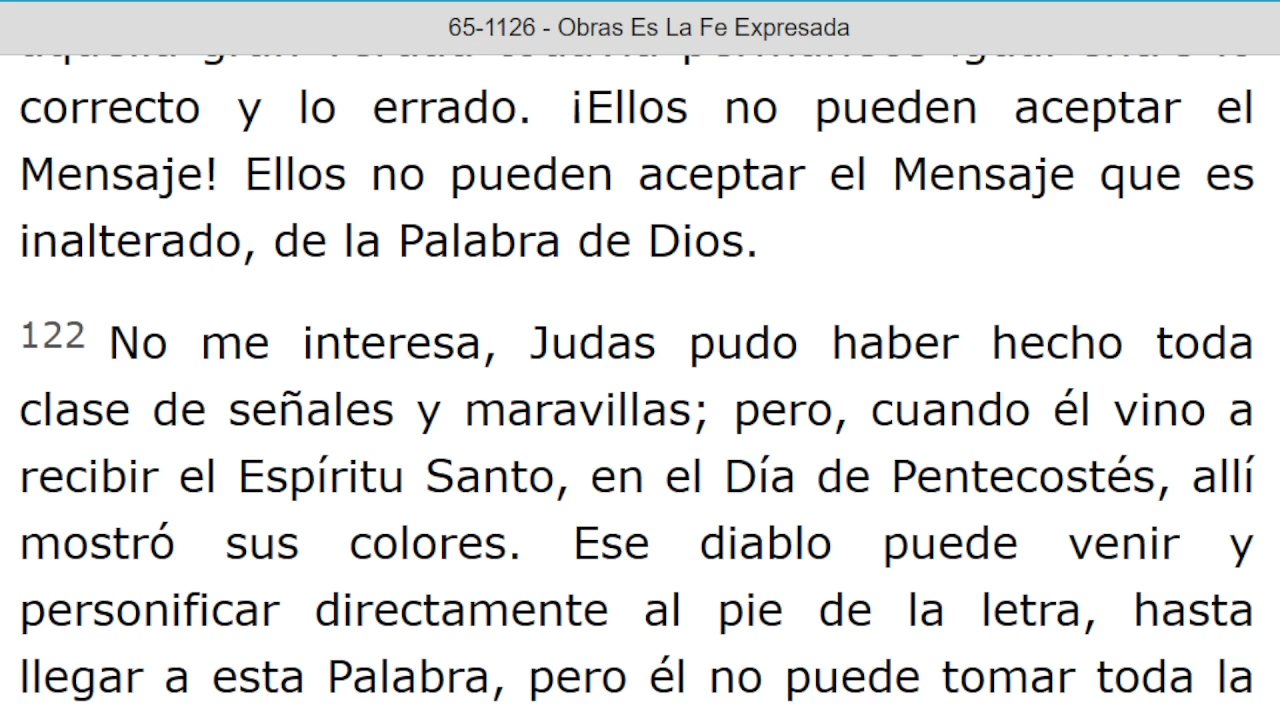 65-1126 - Obras Es La Fe Expresada
correcto y lo errado. ¡Ellos no pueden aceptar el
Mensaje! Ellos no pueden aceptar el Mensaje que es
inalterado, de la Palabra de Dios.
122 No me interesa, Judas pudo haber hecho toda
clase de señales y maravillas; pero, cuando él vino a
recibir el Espíritu Santo, en el Día de Pentecostés, allí
mostró sus colores. Ese diablo puede venir y
personificar directamente al pie de la letra, hasta
llegar a esta Palabra, pero él no puede tomar toda la